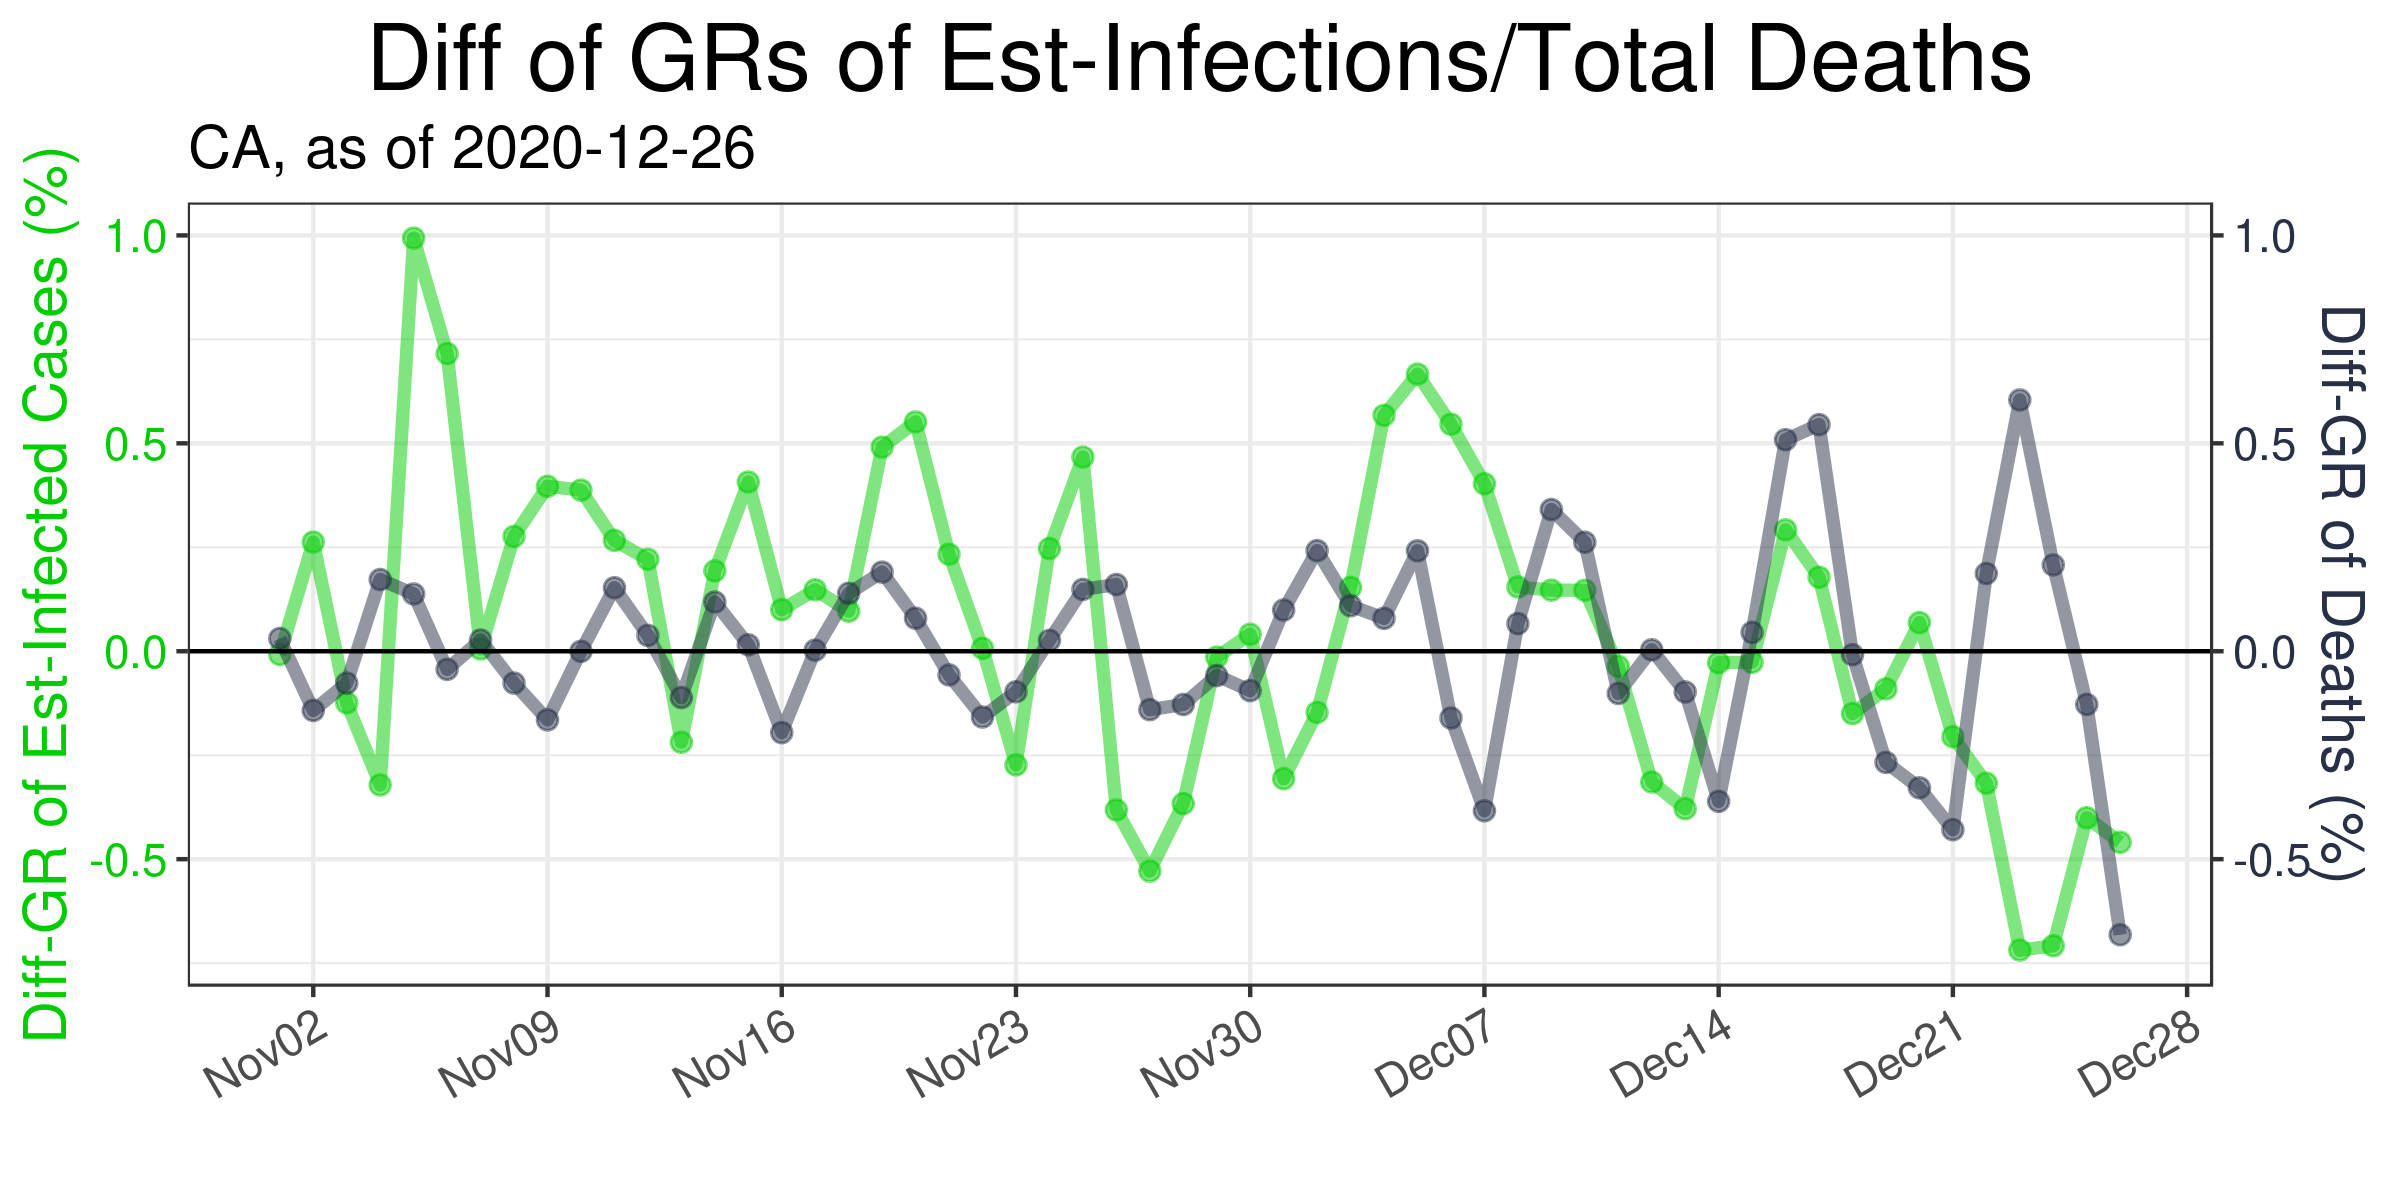 Diff of GRs of Est-Infections/Total Deaths
CA, as of 2020-12-26
Diff-GR of Est-Infected Cases (%)
1.0
0.5
0.0
-0.5
1.0
0.5
0.0
-0.5
Diff-GR of Deaths (%)
Nov02
Nov09
Nov16
Nov23
Nov30
Dec07
Dec14
Dec21
Dec28